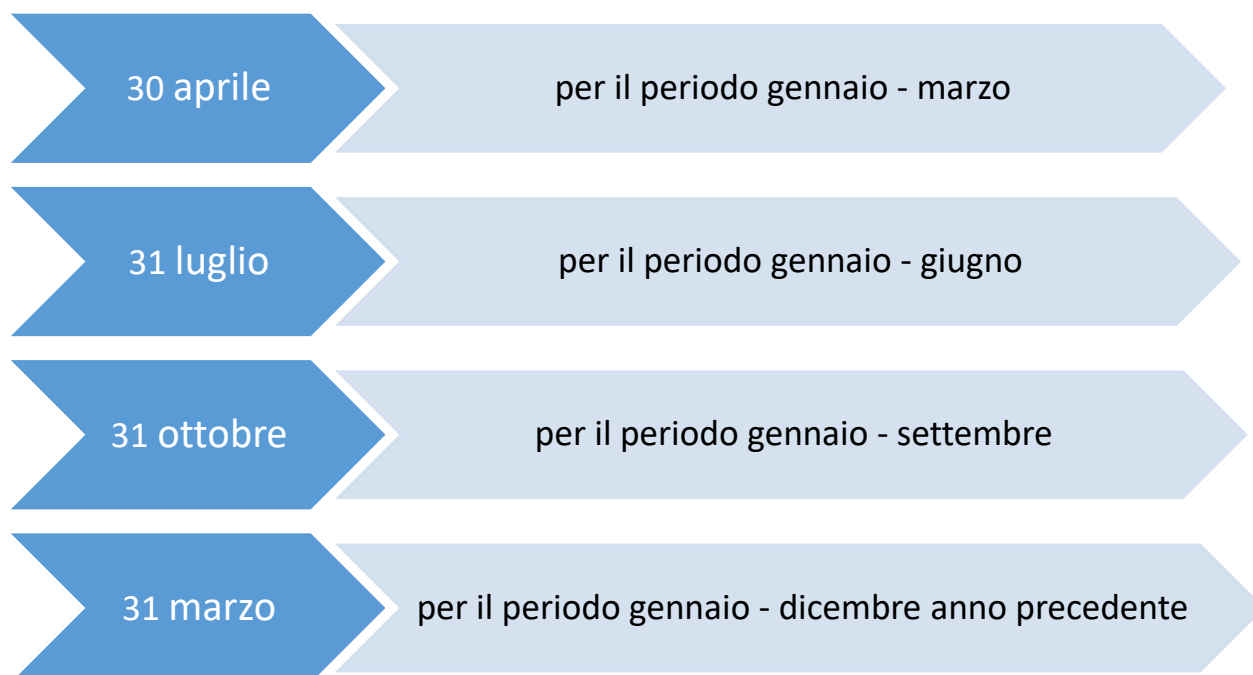 30 aprile
per il periodo gennaio - marzo
31 luglio
per il periodo gennaio - giugno
31 ottobre
per il periodo gennaio - settembre
31 marzo
per il periodo gennaio - dicembre anno precedente